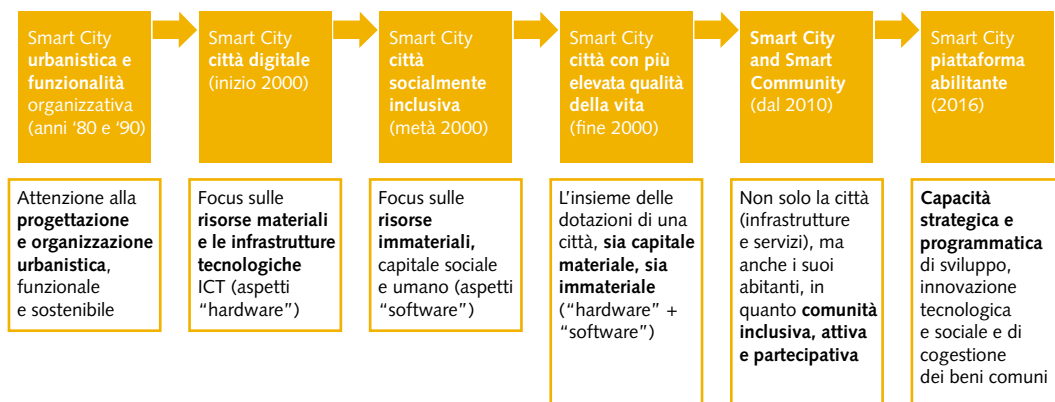 Smart City
urbanistica e
funzionalità
organizzativa
(anni ‘80 e ‘90)
Smart City
città digitale
(inizio 2000)
Smart City
città
socialmente
inclusiva
(metà 2000)
Smart City
città con più
elevata qualità
della vita
(fine 2000)
Smart City
and Smart
Community
(dal 2010)
Smart City
piattaforma
abilitante
(2016)
Attenzione alla
progettazione
e organizzazione
urbanistica,
funzionale
e sostenibile
Focus sulle
risorse materiali
e le infrastrutture
tecnologiche
ICT (aspetti
“hardware”)
Focus sulle
risorse
immateriali,
capitale sociale
e umano (aspetti
“software”)
L’insieme delle
dotazioni di una
città, sia capitale
materiale, sia
immateriale
(“hardware” +
“software”)
Non solo la città
(infrastrutture
e servizi), ma
anche i suoi
abitanti, in
quanto comunità
inclusiva, attiva
e partecipativa
Capacità
strategica e
programmatica
di sviluppo,
innovazione
tecnologica
e sociale e di
cogestione
dei beni comuni